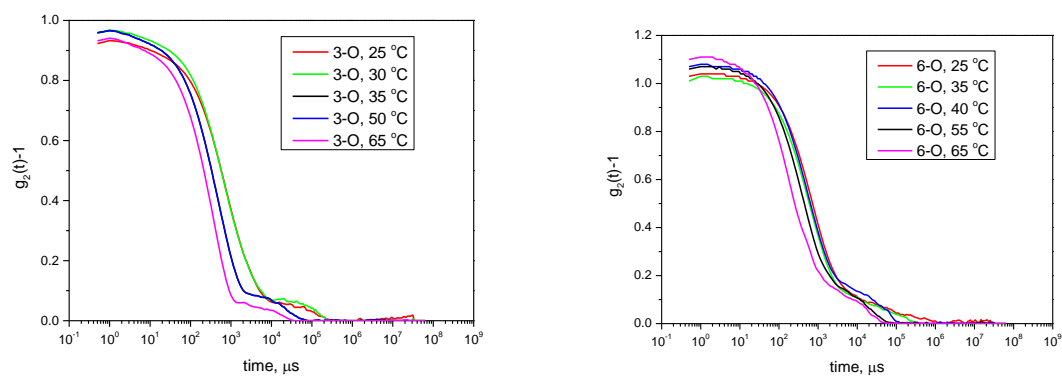 1.0
0.8
0.6
0.4
0.2
0.0
g₂(t)-1
3-O, 25 °C
3-O, 30 °C
3-O, 35 °C
3-O, 50 °C
3-O, 65 °C
10⁻¹ 10⁰ 10¹ 10² 10³ 10⁴ 10⁵ 10⁶ 10⁷ 10⁸ 10⁹
time, μs
1.2
1.0
0.8
0.6
0.4
0.2
0.0
g₂(t)-1
6-O, 25 °C
6-O, 35 °C
6-O, 40 °C
6-O, 55 °C
6-O, 65 °C
10⁻¹ 10⁰ 10¹ 10² 10³ 10⁴ 10⁵ 10⁶ 10⁷ 10⁸ 10⁹
time, μs